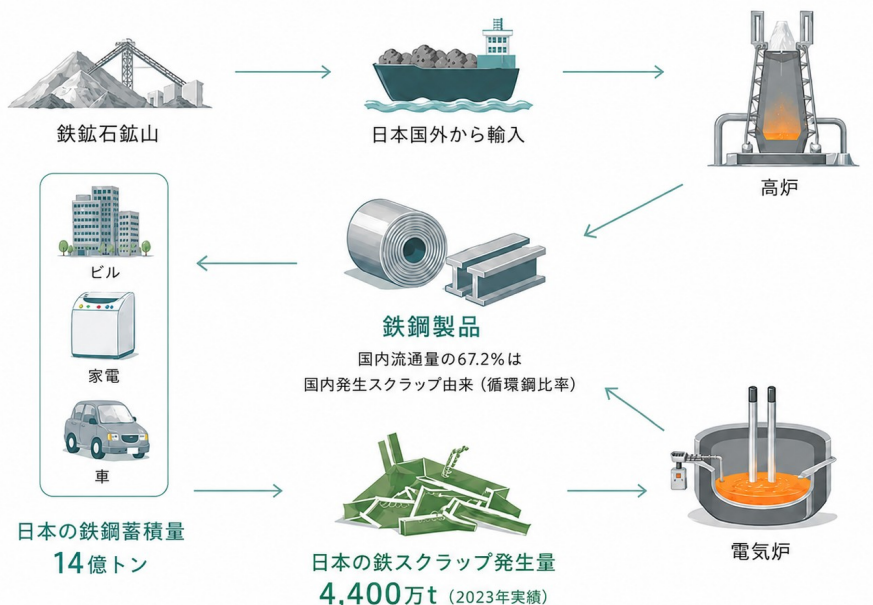 鉄鉱石鉱山
日本国外から輸入
高炉
ビル
家電
車
鉄鋼製品
国内流通量の67.2%は
国内発生スクラップ由来（循環鋼比率）
日本の鉄鋼蓄積量
14億トン
日本の鉄スクラップ発生量
4,400万t（2023年実績）
電気炉